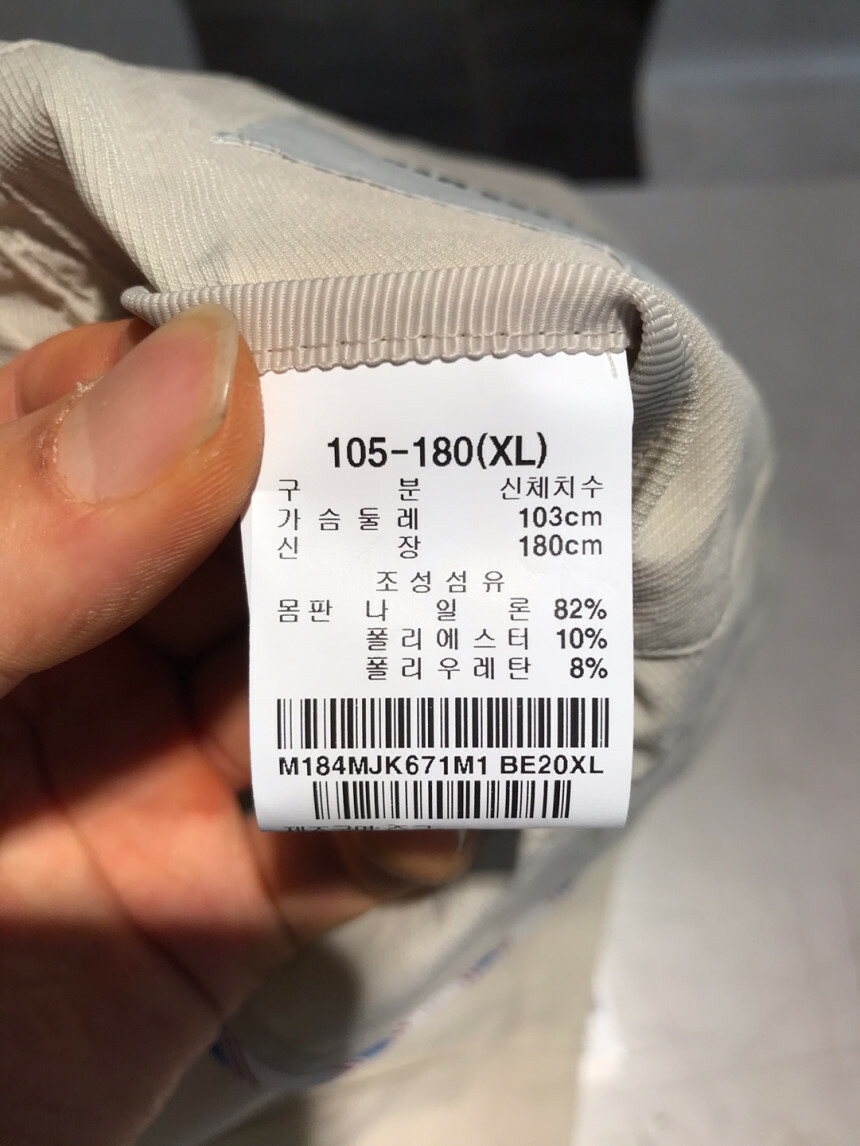 105-180(XL)
구 분 신체치수
가슴둘레 103cm
신 장 180cm
조성섬유
몸판 나 일 론 82%
폴리에스터 10%
폴리우레탄 8%
M184MJK671M1 BE20XL